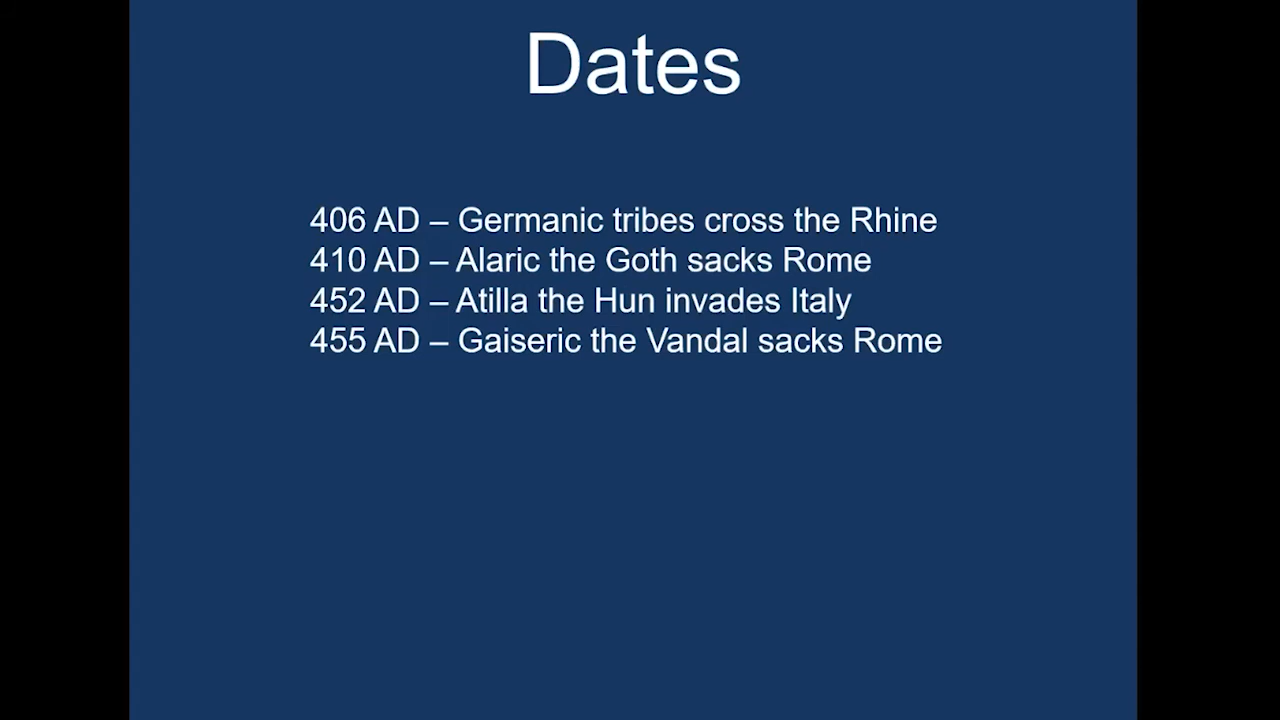 Dates
406 AD – Germanic tribes cross the Rhine
410 AD – Alaric the Goth sacks Rome
452 AD – Atilla the Hun invades Italy
455 AD – Gaiseric the Vandal sacks Rome